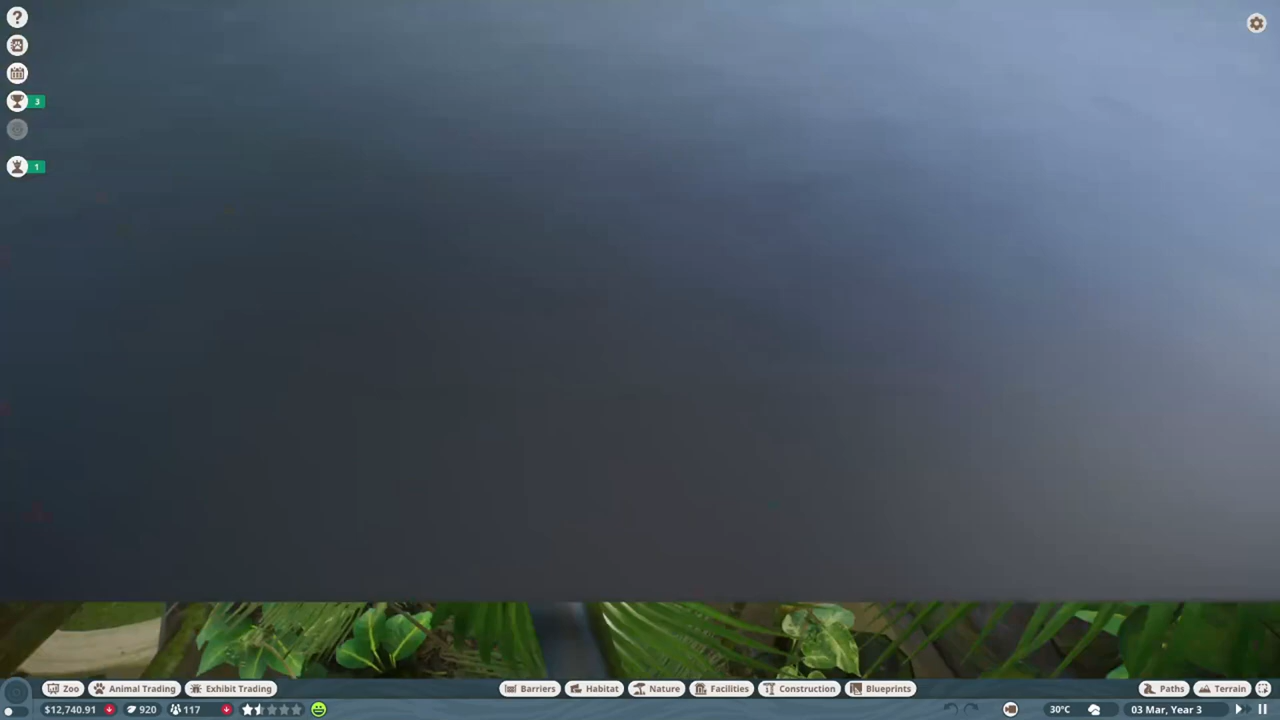 3
1
Zoo
Animal Trading
Exhibit Trading
Barriers
Habitat
Nature
Facilities
Construction
Blueprints
Paths
Terrain
$12,740.91
920
117
30°C
03 Mar, Year 3